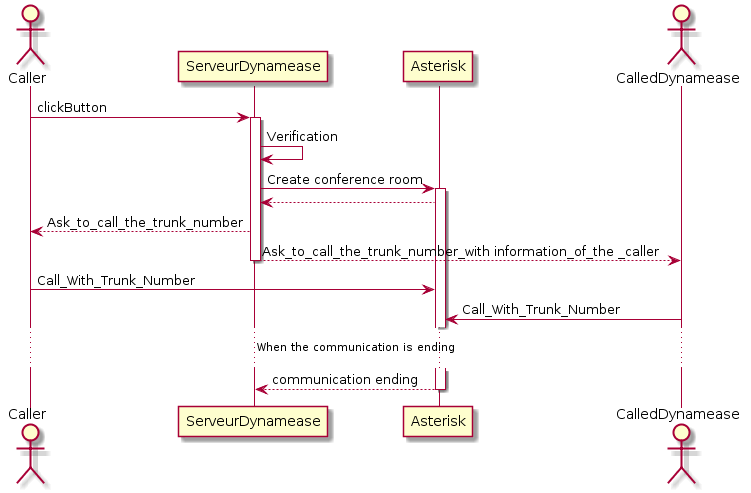 Caller
ServeurDynamease
Asterisk
CalledDynamease
clickButton
Verification
Create conference room
Ask_to_call_the_trunk_number
Ask_to_call_the_trunk_number_with information_of_the _caller
Call_With_Trunk_Number
Call_With_Trunk_Number
When the communication is ending
communication ending
Caller
ServeurDynamease
Asterisk
CalledDynamease